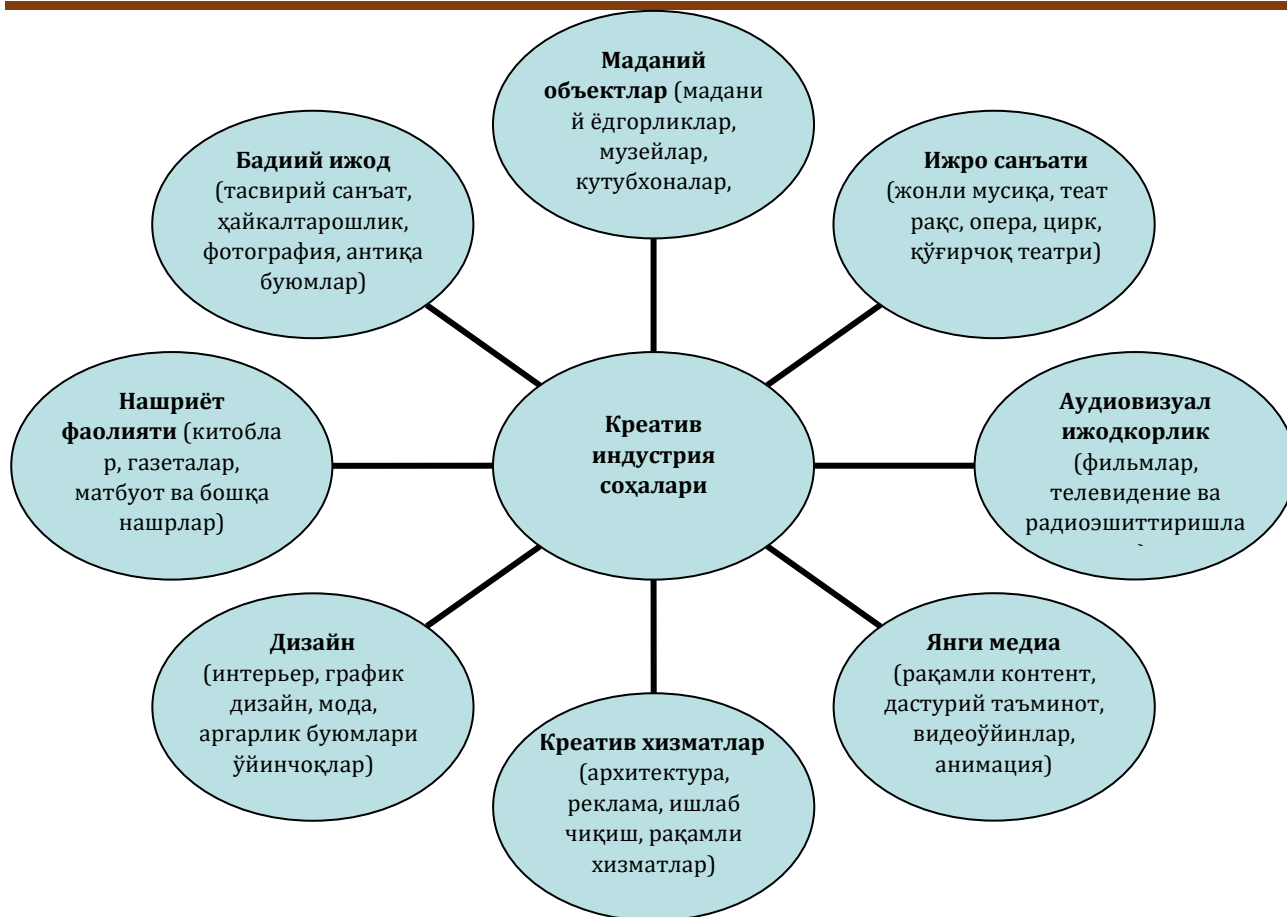 Маданий
объектлар (мадани
й ёдгорликлар,
музейлар,
кутубхоналар,
Ижро санъати
(жонли мусиқа, теат
рақс, опера, цирк,
қўғирчоқ театри)
Аудиовизуал
ижодкорлик
(фильмлар,
телевидение ва
радиоэшиттиришла
Янги медиа
(рақамли контент,
дастурий таъминот,
видеоўйинлар,
анимация)
Креатив хизматлар
(архитектура,
реклама, ишлаб
чиқиш, рақамли
хизматлар)
Дизайн
(интерьер, график
дизайн, мода,
аргарлик буюмлари
ўйинчоқлар)
Нашриёт
фаолияти (китобла
р, газеталар,
матбуот ва бошқа
нашрлар)
Бадиий ижод
(тасвирий санъат,
ҳайкалтарошлик,
фотография, антиқа
буюмлар)
Креатив
индустрия
соҳалари